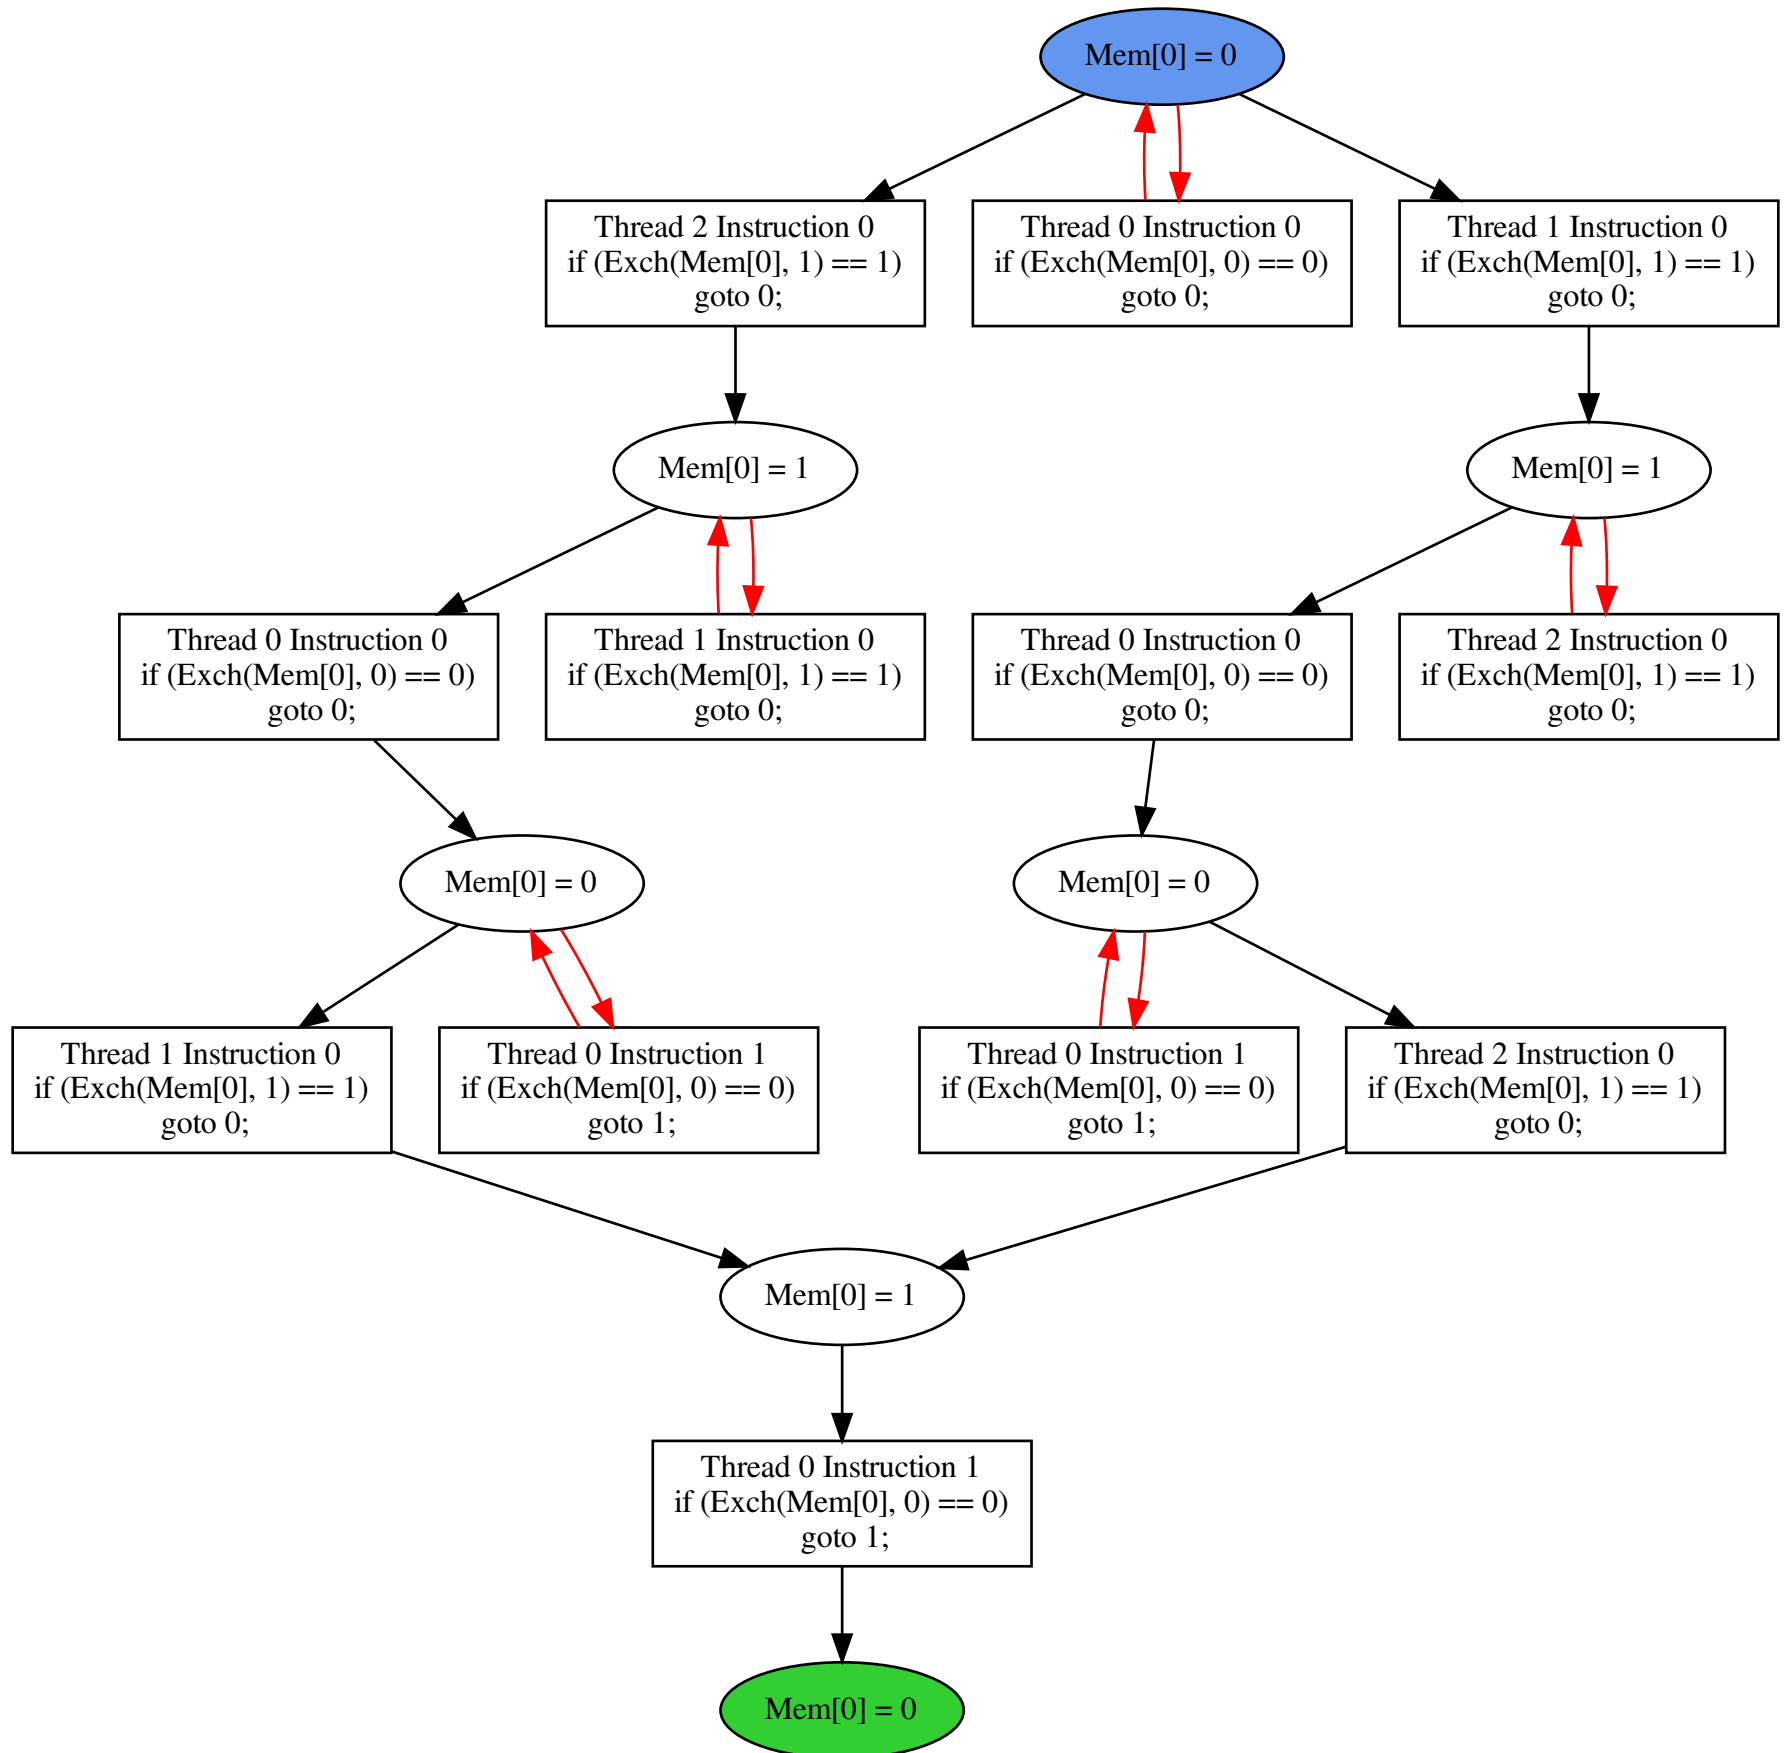 Mem[0] = 0
Thread 2 Instruction 0
if (Exch(Mem[0], 1) == 1)
goto 0;
Thread 0 Instruction 0
if (Exch(Mem[0], 0) == 0)
goto 0;
Thread 1 Instruction 0
if (Exch(Mem[0], 1) == 1)
goto 0;
Mem[0] = 1
Mem[0] = 1
Thread 0 Instruction 0
if (Exch(Mem[0], 0) == 0)
goto 0;
Thread 1 Instruction 0
if (Exch(Mem[0], 1) == 1)
goto 0;
Thread 0 Instruction 0
if (Exch(Mem[0], 0) == 0)
goto 0;
Thread 2 Instruction 0
if (Exch(Mem[0], 1) == 1)
goto 0;
Mem[0] = 0
Mem[0] = 0
Thread 1 Instruction 0
if (Exch(Mem[0], 1) == 1)
goto 0;
Thread 0 Instruction 1
if (Exch(Mem[0], 0) == 0)
goto 1;
Thread 0 Instruction 1
if (Exch(Mem[0], 0) == 0)
goto 1;
Thread 2 Instruction 0
if (Exch(Mem[0], 1) == 1)
goto 0;
Mem[0] = 1
Thread 0 Instruction 1
if (Exch(Mem[0], 0) == 0)
goto 1;
Mem[0] = 0